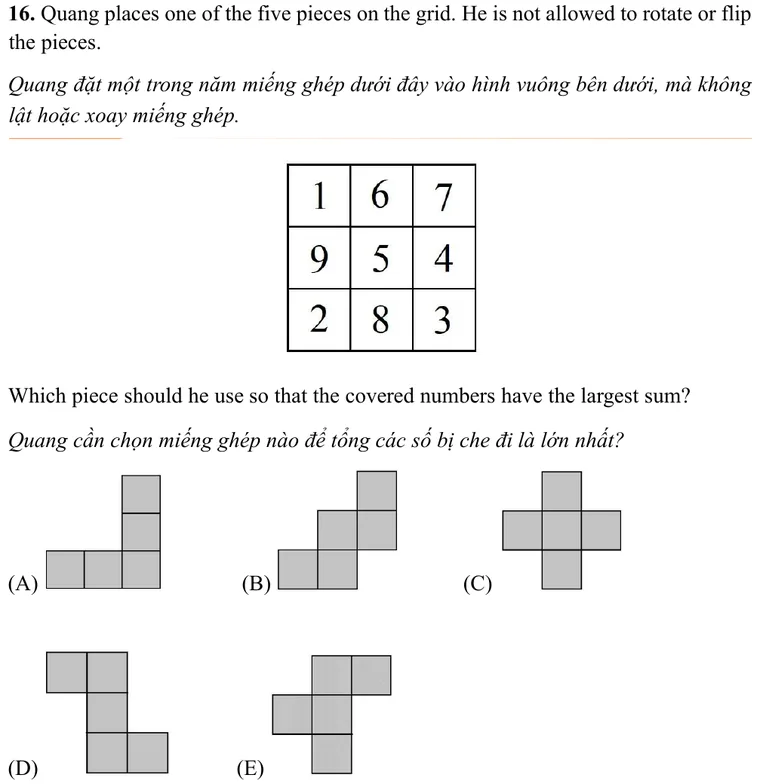 16. Quang places one of the five pieces on the grid. He is not allowed to rotate or flip
the pieces.
Quang đặt một trong năm miếng ghép dưới đây vào hình vuông bên dưới, mà không
lật hoặc xoay miếng ghép.
1 6 7
9 5 4
2 8 3
Which piece should he use so that the covered numbers have the largest sum?
Quang cần chọn miếng ghép nào để tổng các số bị che đi là lớn nhất?
(A) (B) (C)
(D) (E)